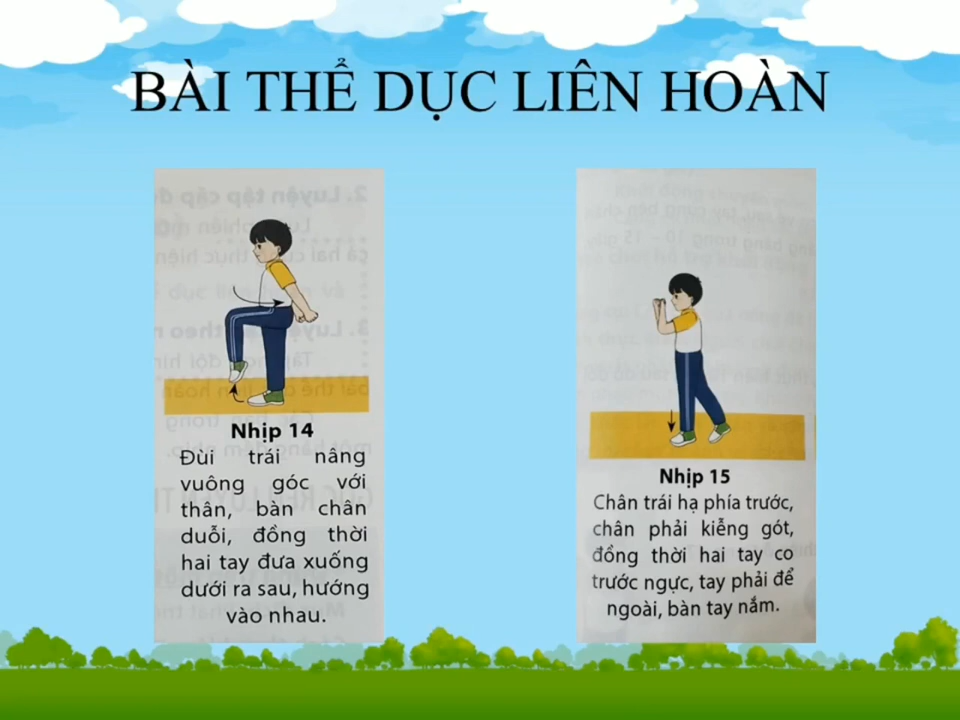 BÀI THỂ DỤC LIÊN HOÀN
Nhịp 14
Đùi trái nâng
vuông góc với
thân, bàn chân
duỗi, đồng thời
hai tay đưa xuống
dưới ra sau, hướng
vào nhau.
Nhịp 15
Chân trái hạ phía trước,
chân phải kiễng gót,
đồng thời hai tay co
trước ngực, tay phải để
ngoài, bàn tay nắm.